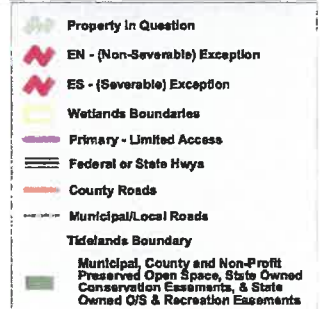 Property In Question
EN - (Non-Severable) Exception
ES - (Severable) Exception
Wetlands Boundaries
Primary - Limited Access
Federal or State Hwys
County Roads
Municipal/Local Roads
Tidelands Boundary
Municipal, County and Non-Profit
Preserved Open Space, State Owned
Conservation Easements, & State
Owned O/S & Recreation Easements